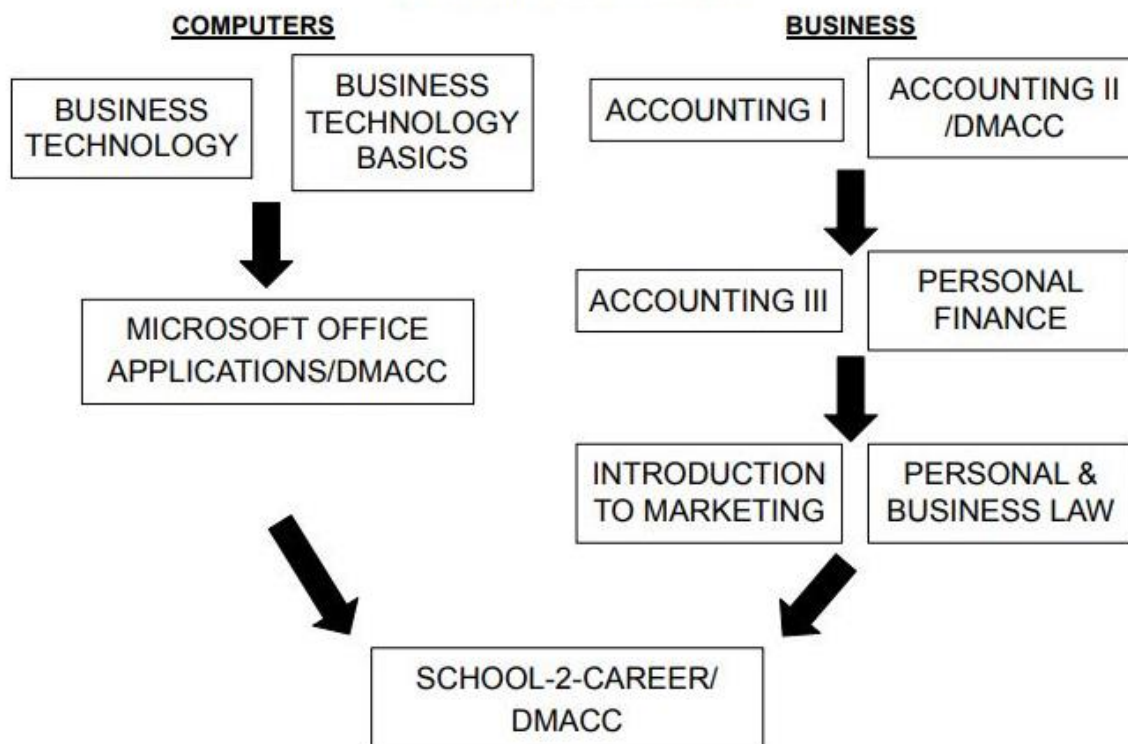 COMPUTERS
BUSINESS
TECHNOLOGY
BUSINESS
TECHNOLOGY
BASICS
MICROSOFT OFFICE
APPLICATIONS/DMACC
BUSINESS
ACCOUNTING I
ACCOUNTING II
/DMACC
ACCOUNTING III
PERSONAL
FINANCE
INTRODUCTION
TO MARKETING
PERSONAL &
BUSINESS LAW
SCHOOL-2-CAREER/
DMACC